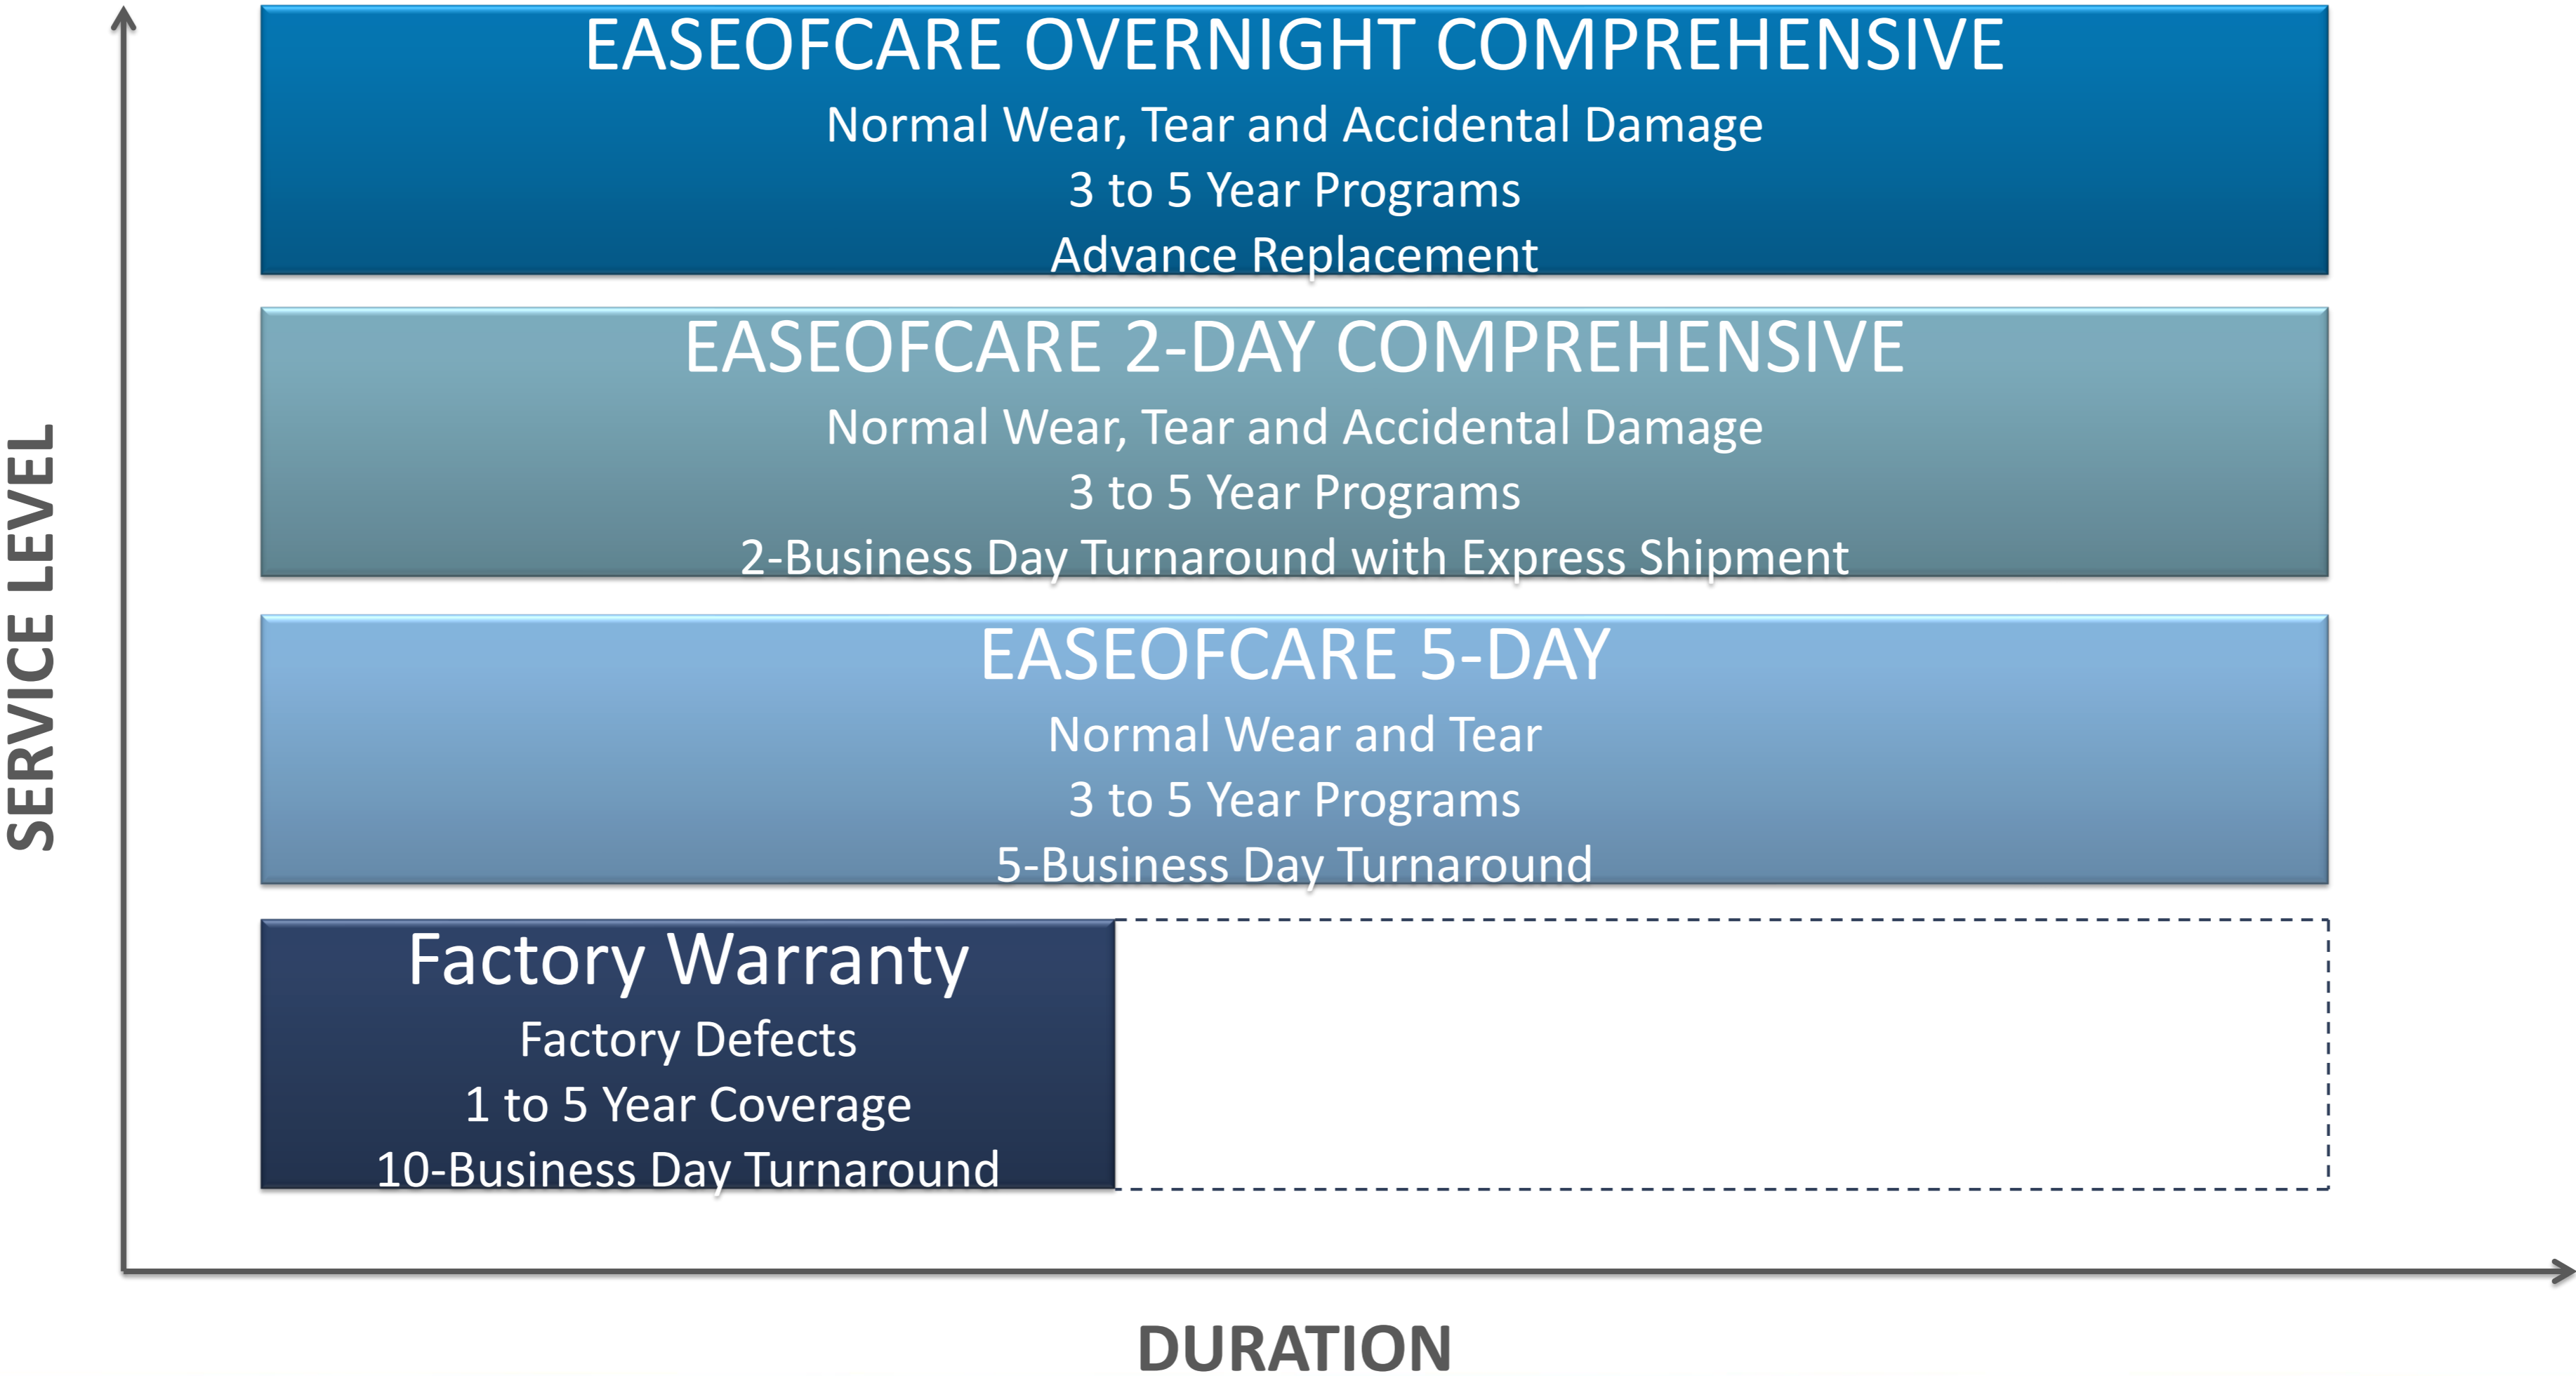 EASEOFCARE OVERNIGHT COMPREHENSIVE
Normal Wear, Tear and Accidental Damage
3 to 5 Year Programs
Advance Replacement
EASEOFCARE 2-DAY COMPREHENSIVE
Normal Wear, Tear and Accidental Damage
3 to 5 Year Programs
2-Business Day Turnaround with Express Shipment
EASEOFCARE 5-DAY
Normal Wear and Tear
3 to 5 Year Programs
5-Business Day Turnaround
Factory Warranty
Factory Defects
1 to 5 Year Coverage
10-Business Day Turnaround
SERVICE LEVEL
DURATION